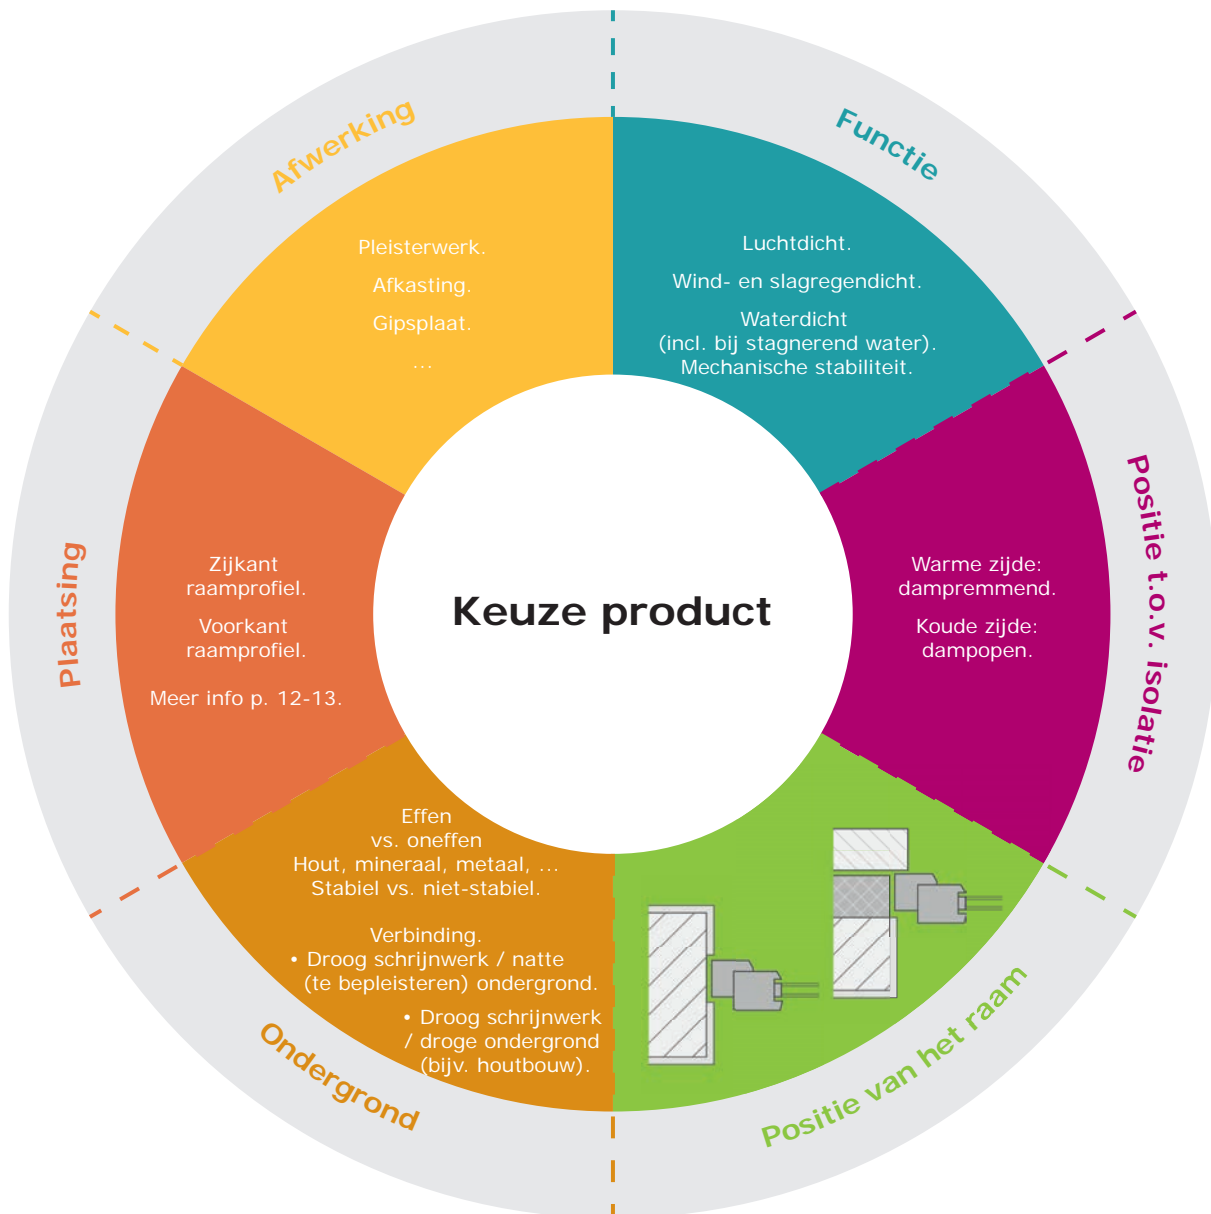 Keuze product
Functie
Luchtdicht.
Wind- en slagregendicht.
Waterdicht
(incl. bij stagnerend water).
Mechanische stabiliteit.
Positie t.o.v. isolatie
Warme zijde:
dampremmend.
Koude zijde:
dampopen.
Positie van het raam
Ondergrond
Effen
vs. oneffen
Hout, mineraal, metaal, ...
Stabiel vs. niet-stabiel.
Verbinding.
• Droog schrijnwerk / natte
(te bepleisteren) ondergrond.
• Droog schrijnwerk
/ droge ondergrond
(bijv. houtbouw).
Plaatsing
Zijkant
raamprofiel.
Voorkant
raamprofiel.
Meer info p. 12-13.
Afwerking
Pleisterwerk.
Afkasting.
Gipsplaat.
...